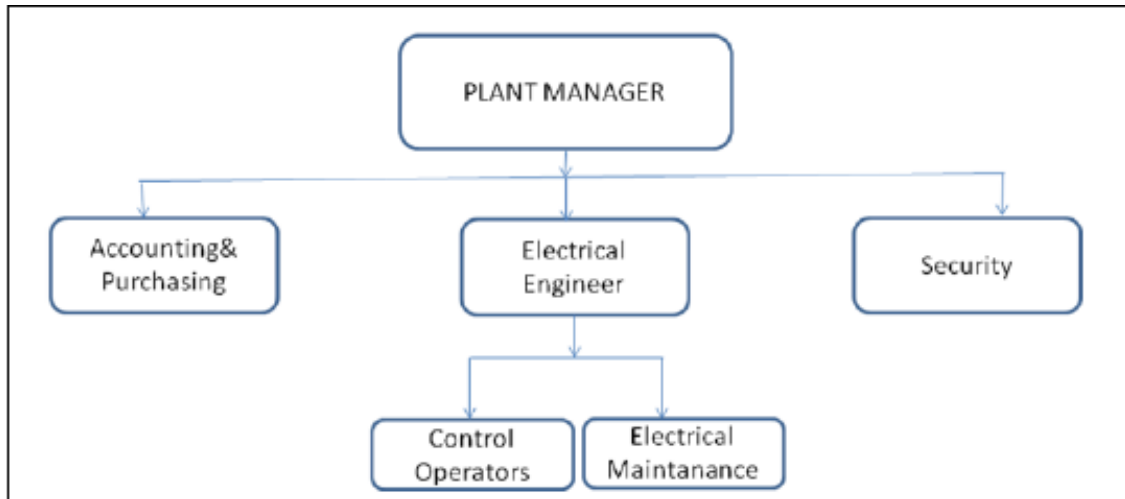 PLANT MANAGER
Accounting&
Purchasing
Electrical
Engineer
Security
Control
Operators
Electrical
Maintanance